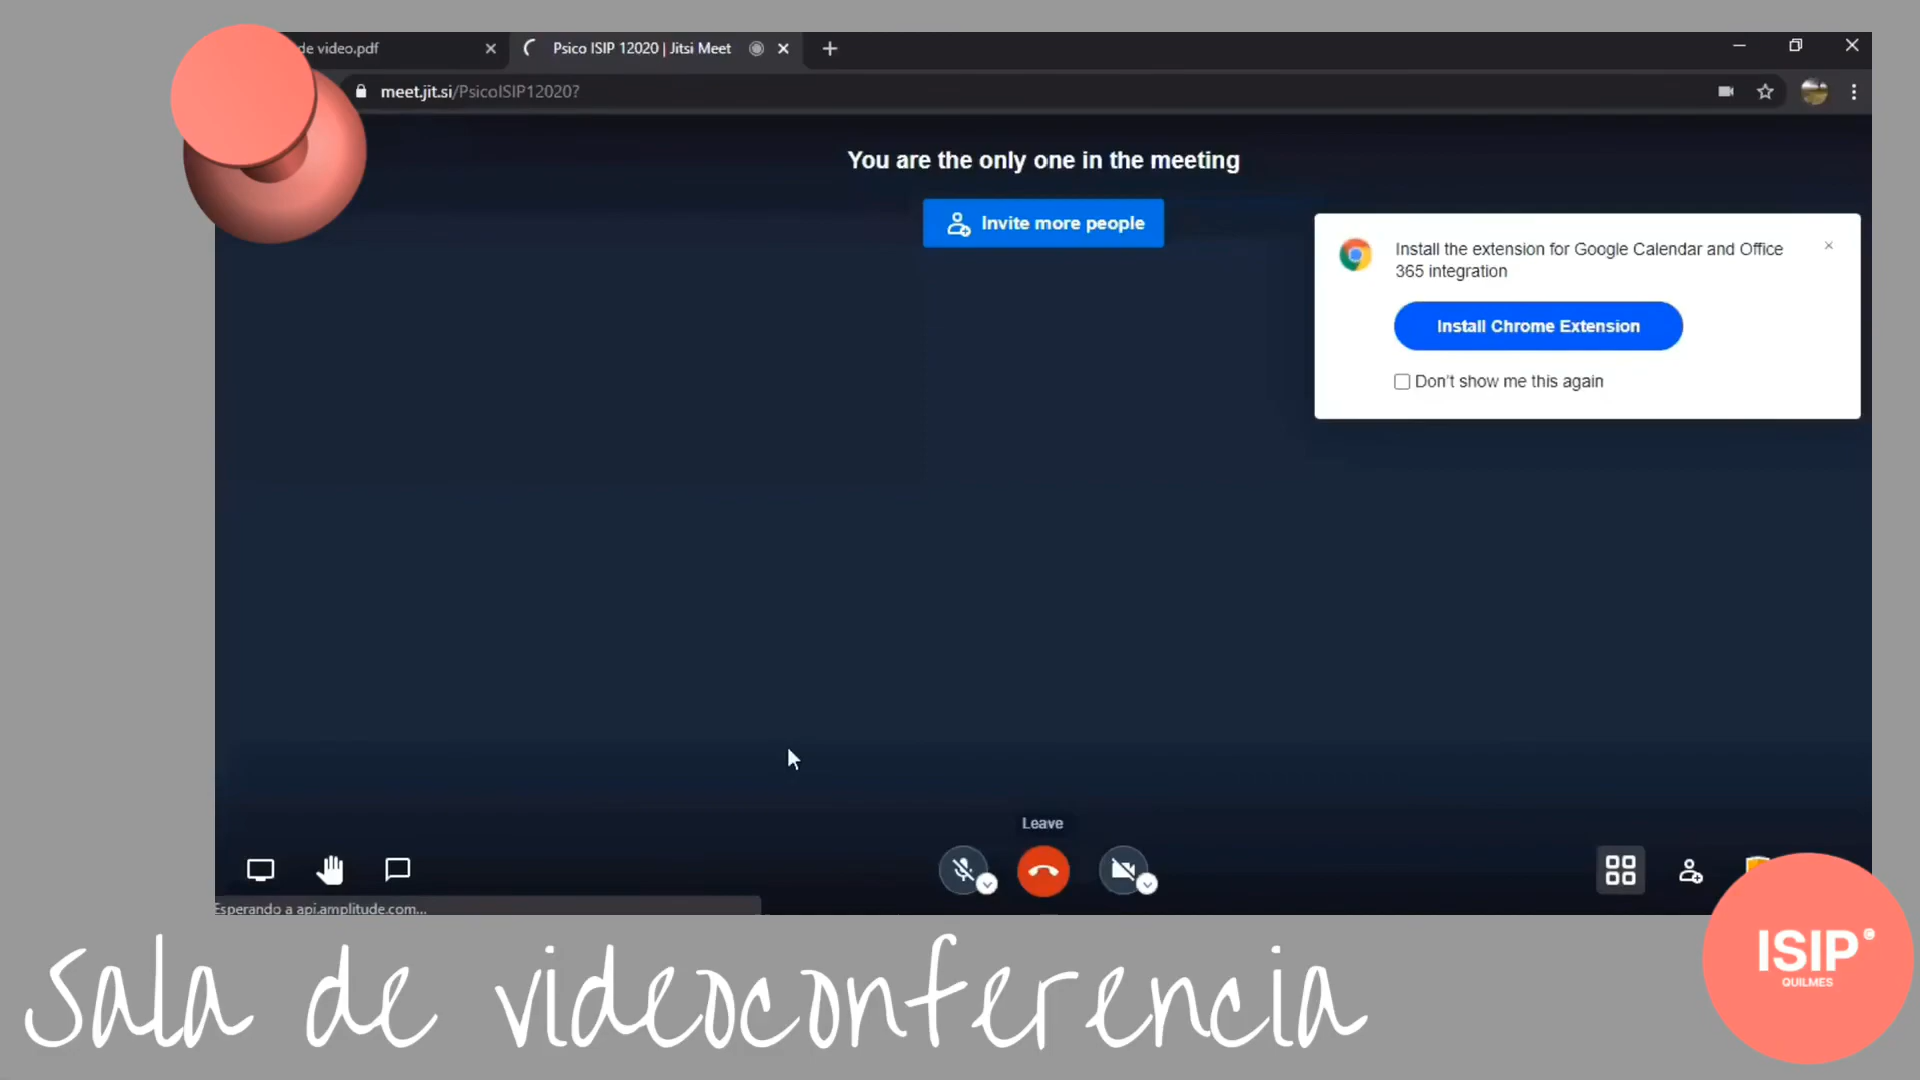 de video.pdf
Psico ISIP 12020 | Jitsi Meet
meet.jit.si/PsicoISIP12020?
You are the only one in the meeting
Invite more people
Install the extension for Google Calendar and Office
365 integration
Install Chrome Extension
Don't show me this again
Leave
Esperando a api.amplitude.com...
Sala de videoconferencia
ISIP©
QUILMES